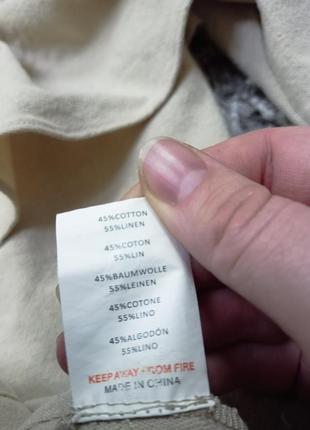 45%COTTON
55%LINEN
45%COTON
55%LIN
45%BAUMWOLLE
55%LEINEN
45%COTONE
55%LINO
45%ALGODÓN
55%LINO
KEEP AWAY FROM FIRE
MADE IN CHINA